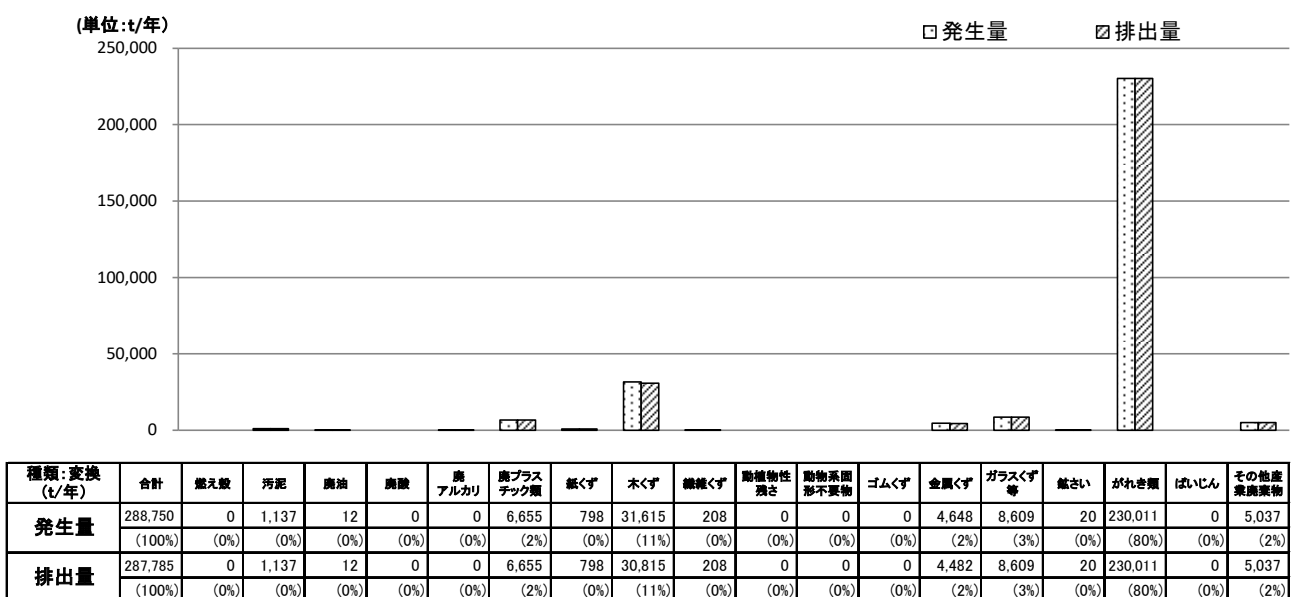 (単位:t/年)
発生量 排出量
250,000
200,000
150,000
100,000
50,000
0
種類:変換 (t/年) 合計 燃え殻 汚泥 廃油 廃酸 廃アルカリ 廃プラスチック類 紙くず 木くず 繊維くず 動植物性残さ 動物系固形不要物 ゴムくず 金属くず ガラスくず等 鉱さい がれき類 ばいじん その他産業廃棄物
発生量 288,750 0 1,137 12 0 0 6,655 798 31,615 208 0 0 0 4,648 8,609 20 230,011 0 5,037
(100%) (0%) (0%) (0%) (0%) (0%) (2%) (0%) (11%) (0%) (0%) (0%) (0%) (2%) (3%) (0%) (80%) (0%) (2%)
排出量 287,785 0 1,137 12 0 0 6,655 798 30,815 208 0 0 0 4,482 8,609 20 230,011 0 5,037
(100%) (0%) (0%) (0%) (0%) (0%) (2%) (0%) (11%) (0%) (0%) (0%) (0%) (2%) (3%) (0%) (80%) (0%) (2%)